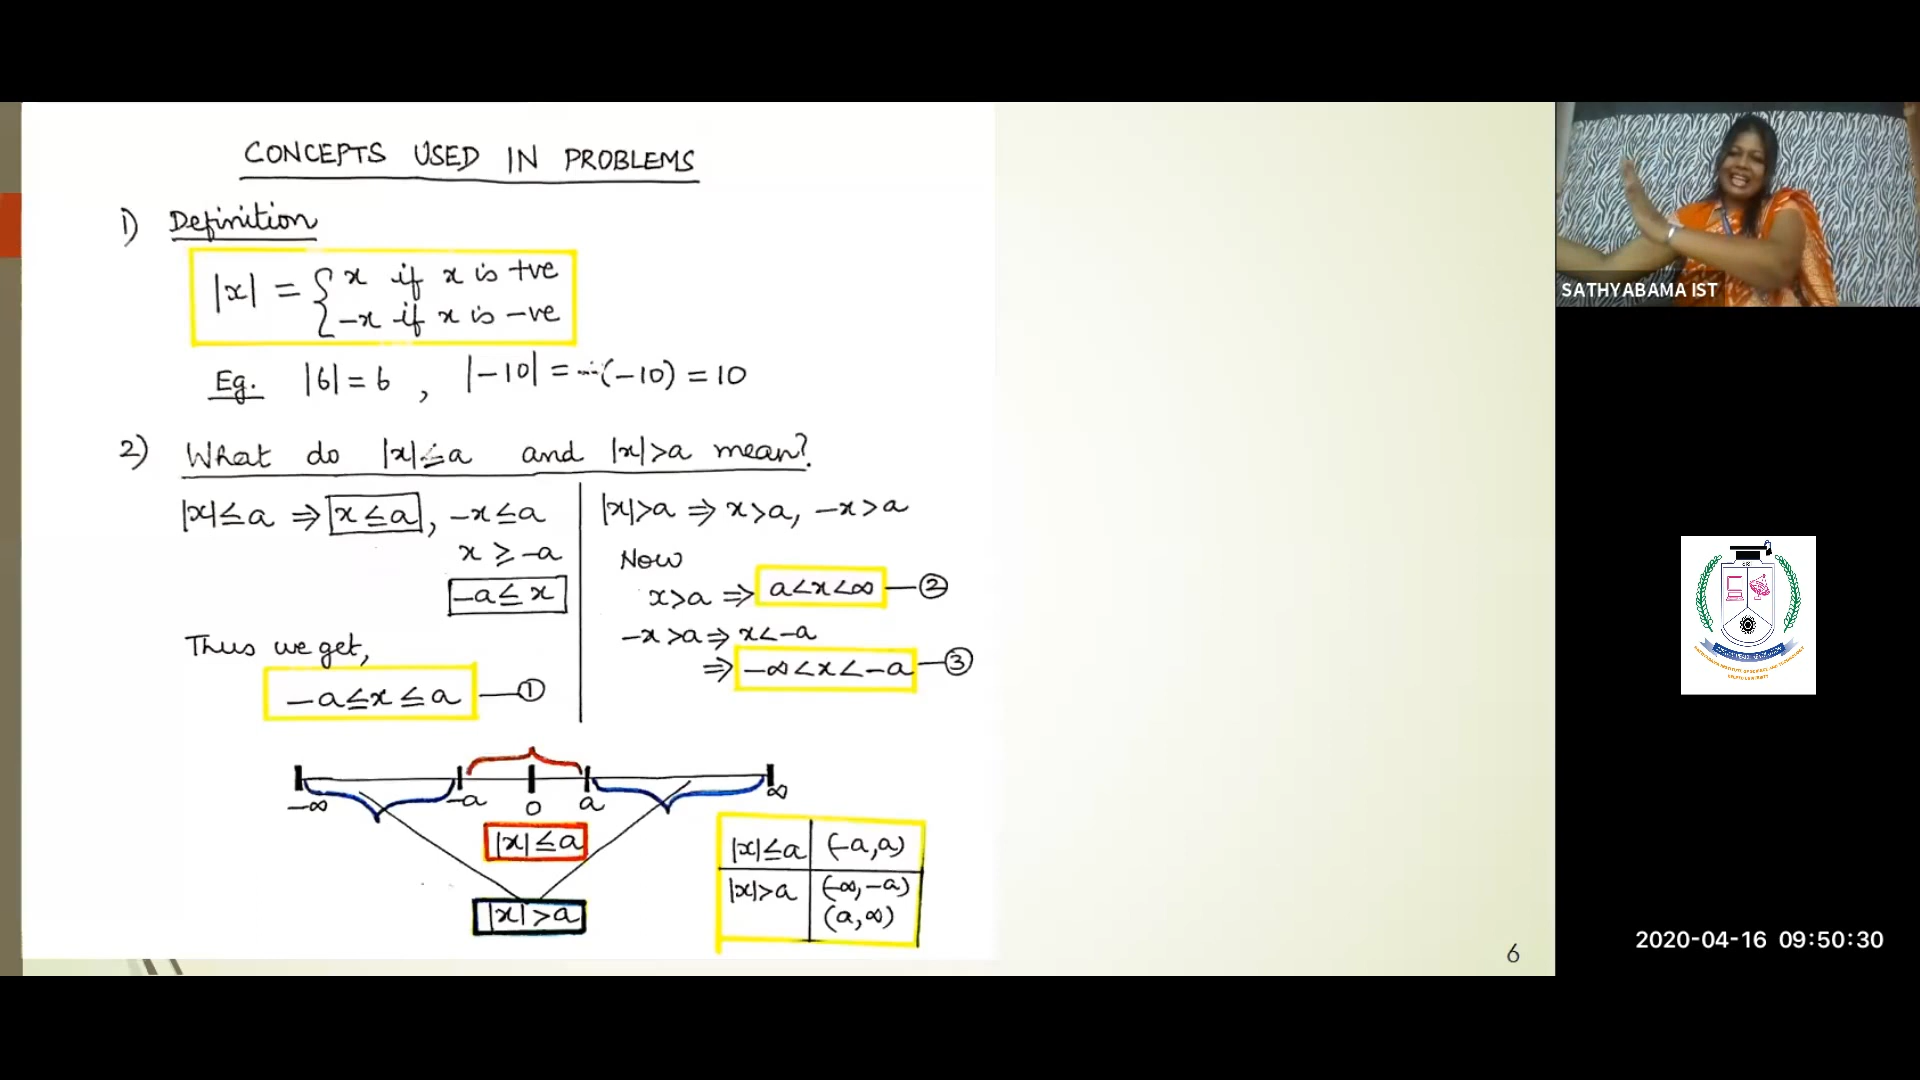 CONCEPTS USED IN PROBLEMS
1) Definition
|x| = { x if x is +ve
-x if x is -ve
Eg. |6| = 6 , |-10| = -(-10) = 10
2) What do |x| ≤ a and |x| > a mean?
|x| ≤ a ⇒ x ≤ a, -x ≤ a
x ≥ -a
-a ≤ x
Thus we get,
-a ≤ x ≤ a — ①
|x| > a ⇒ x > a, -x > a
Now
x > a ⇒ a < x < ∞ — ②
-x > a ⇒ x < -a
⇒ -∞ < x < -a — ③
-∞ -a 0 a ∞
|x| ≤ a
|x| > a
|x| ≤ a (-a, a)
|x| > a (-∞, -a)
(a, ∞)
6
SATHYABAMA IST
2020-04-16 09:50:30